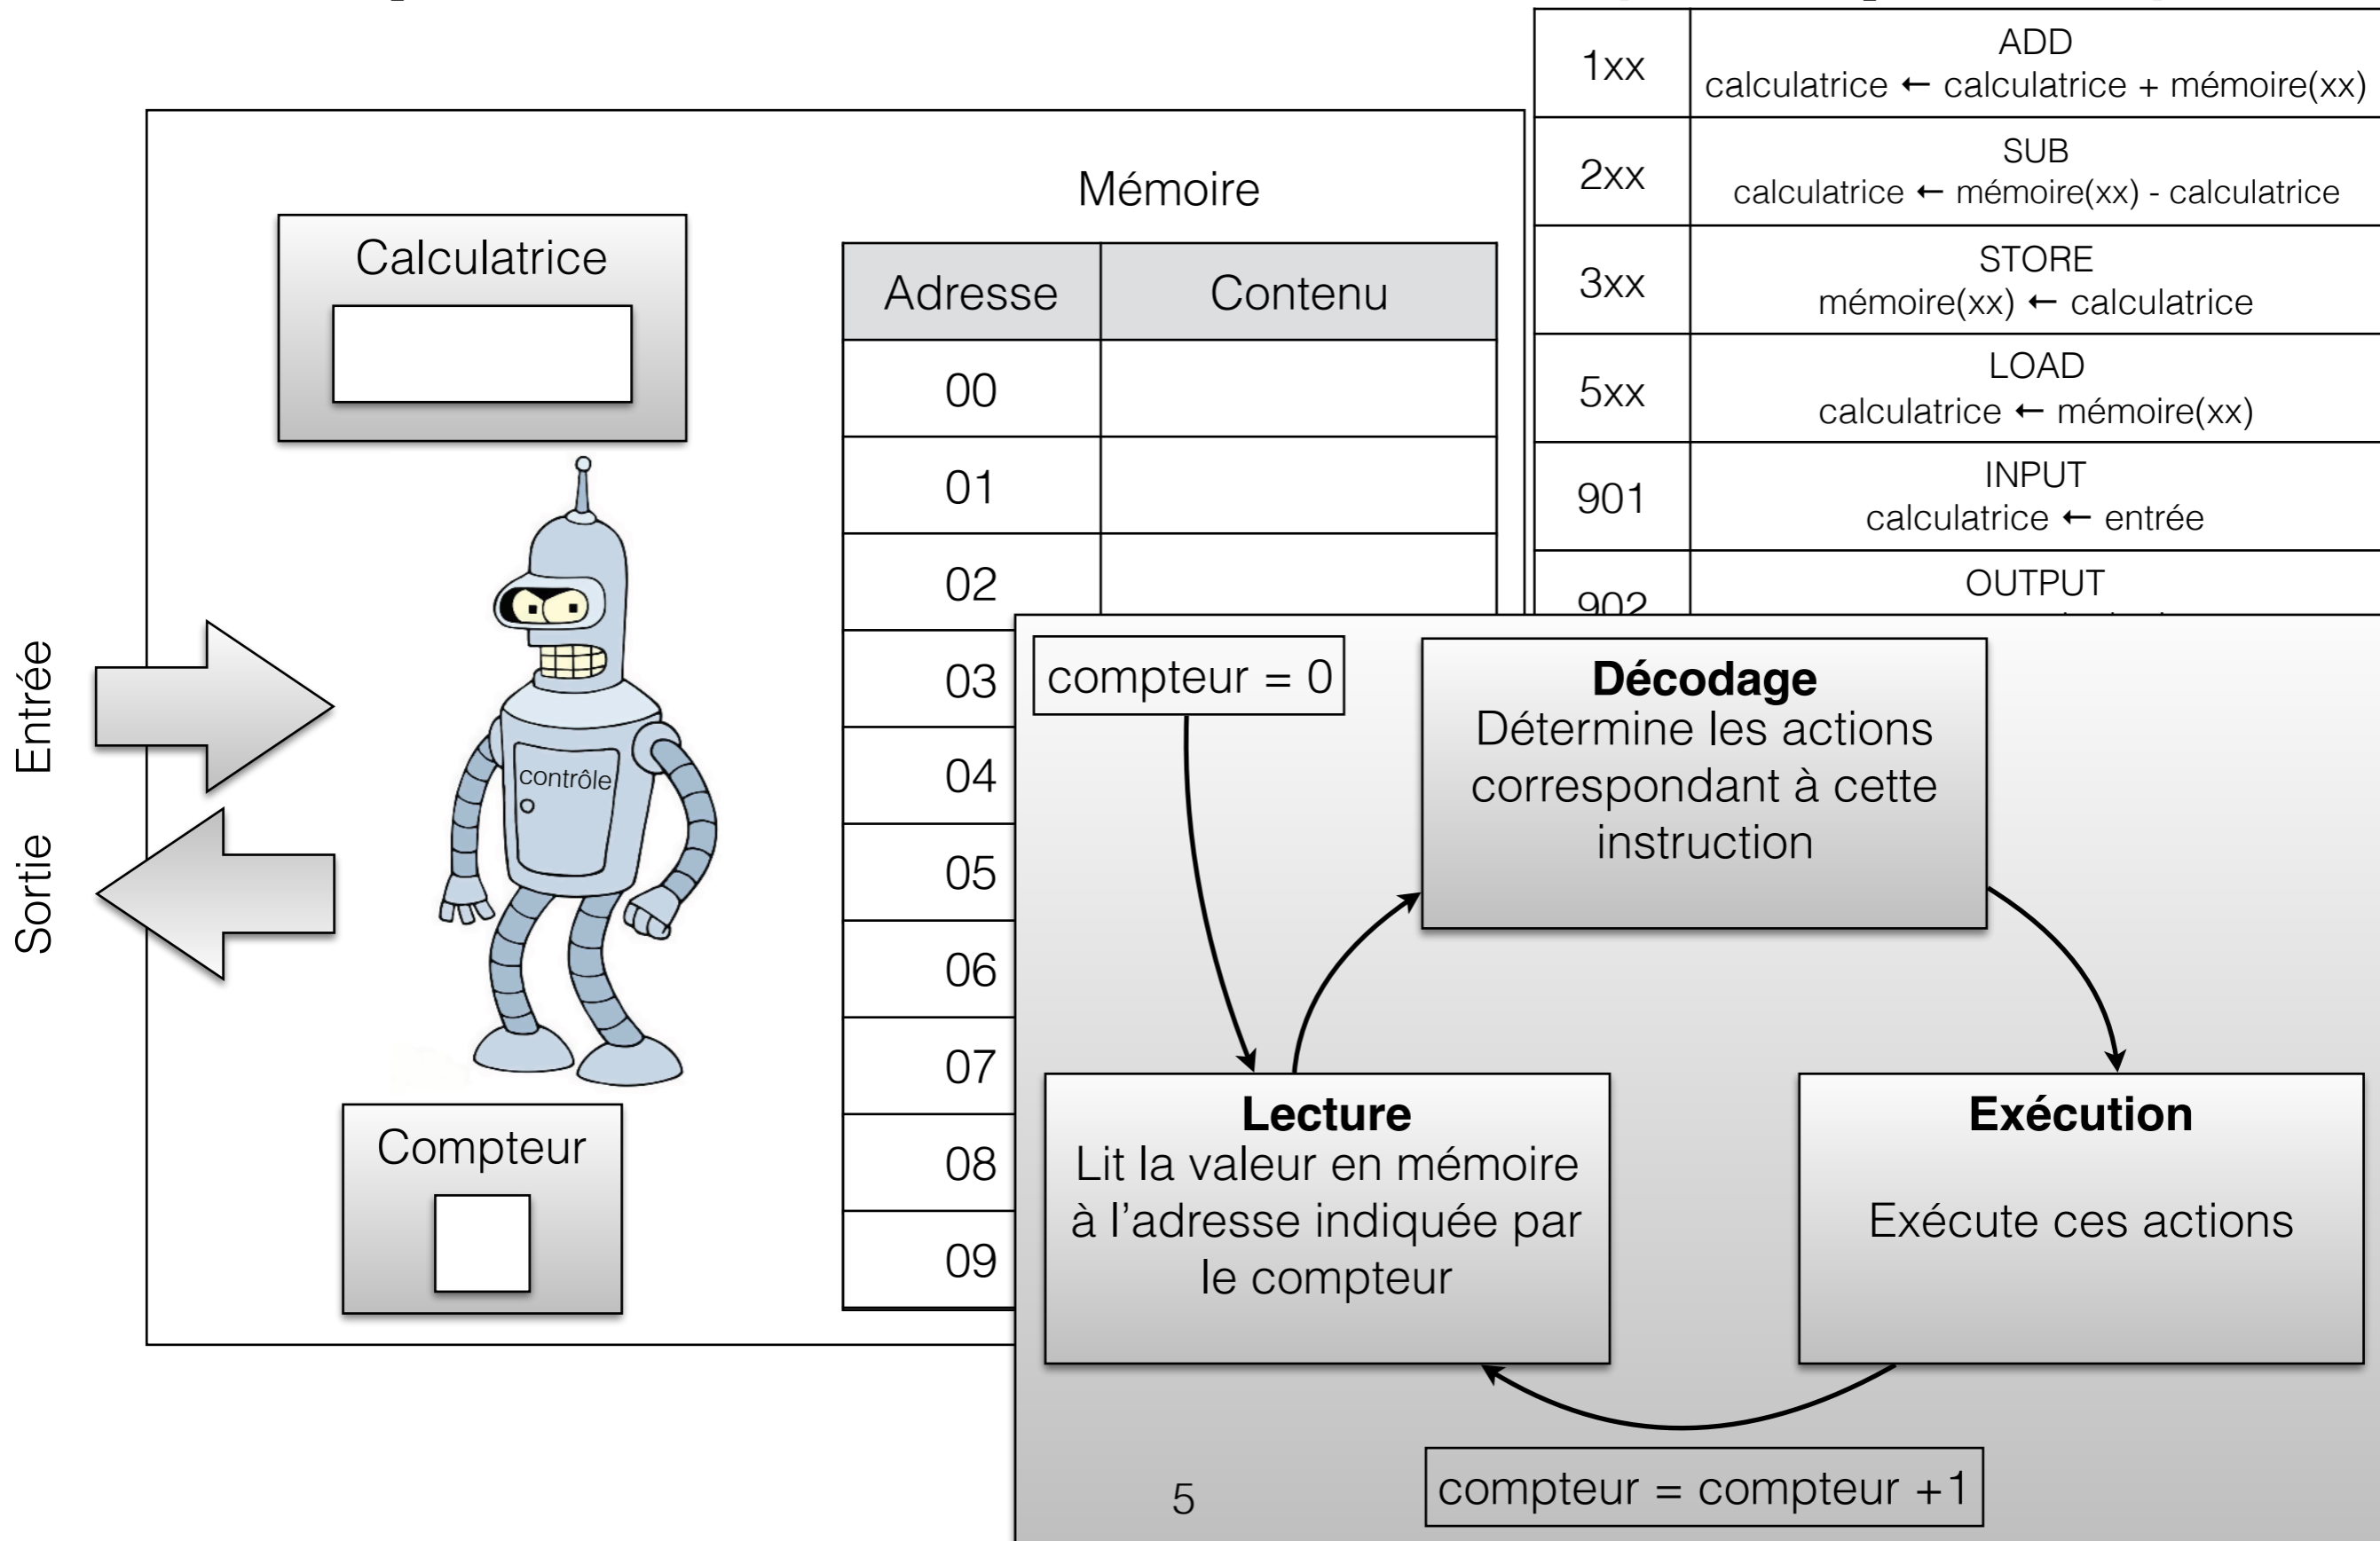 1xx
ADD
calculatrice ← calculatrice + mémoire(xx)
2xx
SUB
calculatrice ← mémoire(xx) - calculatrice
3xx
STORE
mémoire(xx) ← calculatrice
5xx
LOAD
calculatrice ← mémoire(xx)
901
INPUT
calculatrice ← entrée
902
OUTPUT
Mémoire
Adresse Contenu
00
01
02
03
04
05
06
07
08
09
Calculatrice
contrôle
Compteur
Entrée
Sortie
compteur = 0
Décodage
Détermine les actions
correspondant à cette
instruction
Lecture
Lit la valeur en mémoire
à l'adresse indiquée par
le compteur
Exécution
Exécute ces actions
compteur = compteur +1
5